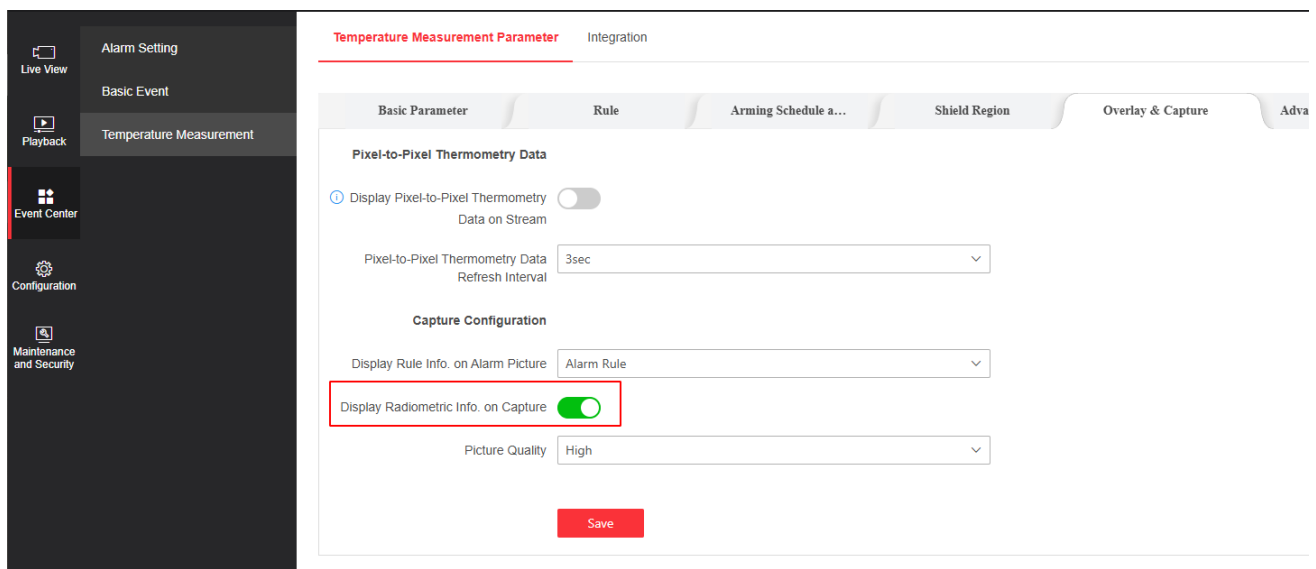 Live View
Playback
Event Center
Configuration
Maintenance
and Security
Alarm Setting
Basic Event
Temperature Measurement
Temperature Measurement Parameter
Integration
Basic Parameter
Rule
Arming Schedule a...
Shield Region
Overlay & Capture
Adva
Pixel-to-Pixel Thermometry Data
Display Pixel-to-Pixel Thermometry
Data on Stream
Pixel-to-Pixel Thermometry Data
Refresh Interval
3sec
Capture Configuration
Display Rule Info. on Alarm Picture
Alarm Rule
Display Radiometric Info. on Capture
Picture Quality
High
Save